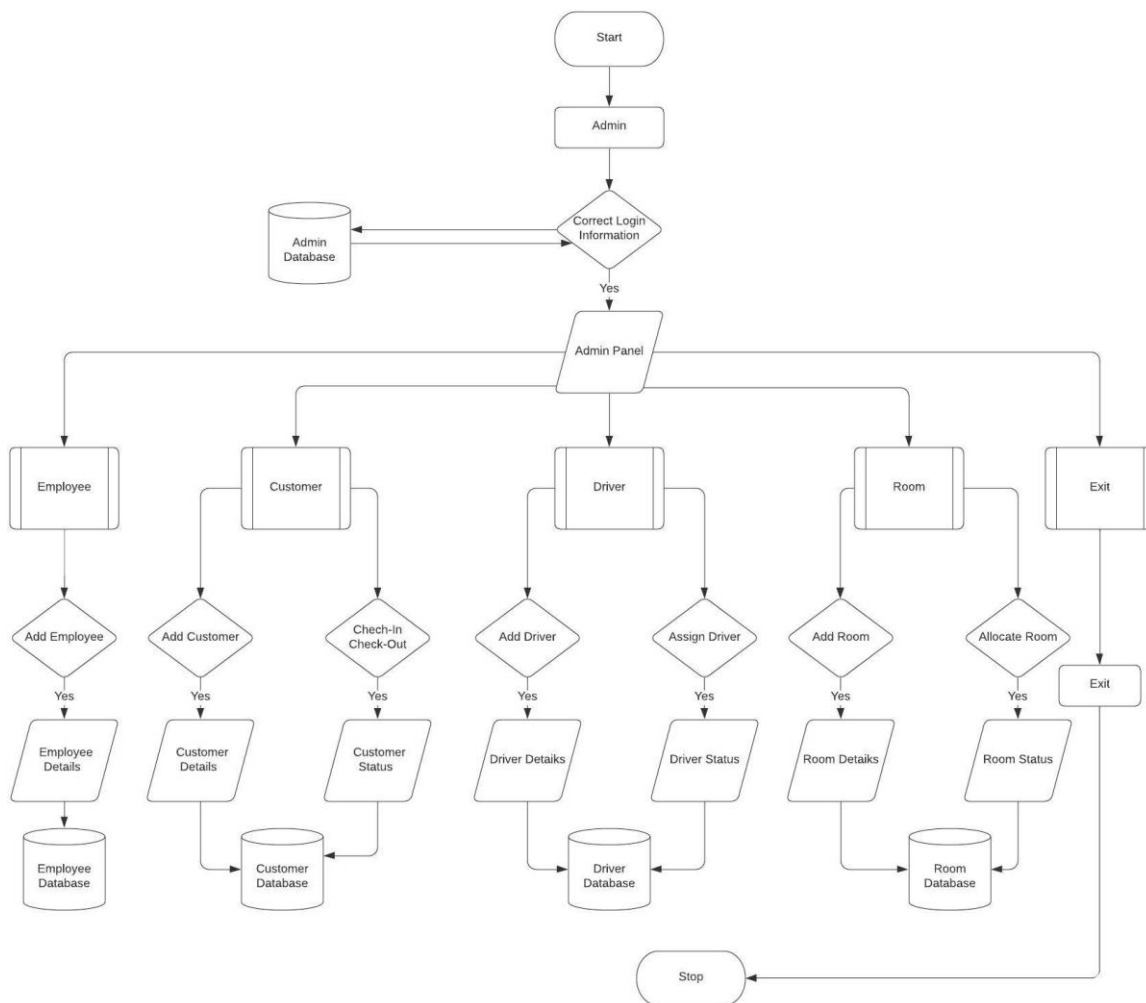 Start
Admin
Correct Login
Information
Admin
Database
Yes
Admin Panel
Employee
Customer
Driver
Room
Exit
Add Employee
Add Customer
Chech-In
Check-Out
Add Driver
Assign Driver
Add Room
Allocate Room
Exit
Yes
Yes
Yes
Yes
Yes
Yes
Yes
Employee
Details
Customer
Details
Customer
Status
Driver Detaiks
Driver Status
Room Detaiks
Room Status
Employee
Database
Customer
Database
Driver
Database
Room
Database
Stop